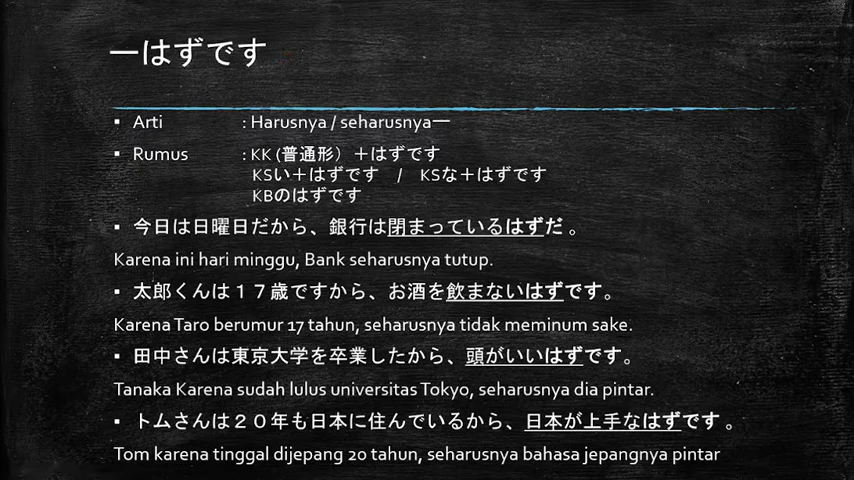 ーはずです
▪ Arti : Harusnya / seharusnyaー
▪ Rumus : KK (普通形）＋はずです
KSい＋はずです / KSな＋はずです
KBのはずです
▪ 今日は日曜日だから、銀行は閉まっているはずだ 。
Karena ini hari minggu, Bank seharusnya tutup.
▪ 太郎くんは１７歳ですから、お酒を飲まないはずです。
Karena Taro berumur 17 tahun, seharusnya tidak meminum sake.
▪ 田中さんは東京大学を卒業したから、頭がいいはずです。
Tanaka Karena sudah lulus universitas Tokyo, seharusnya dia pintar.
▪ トムさんは２０年も日本に住んでいるから、日本が上手なはずです 。
Tom karena tinggal dijepang 20 tahun, seharusnya bahasa jepangnya pintar